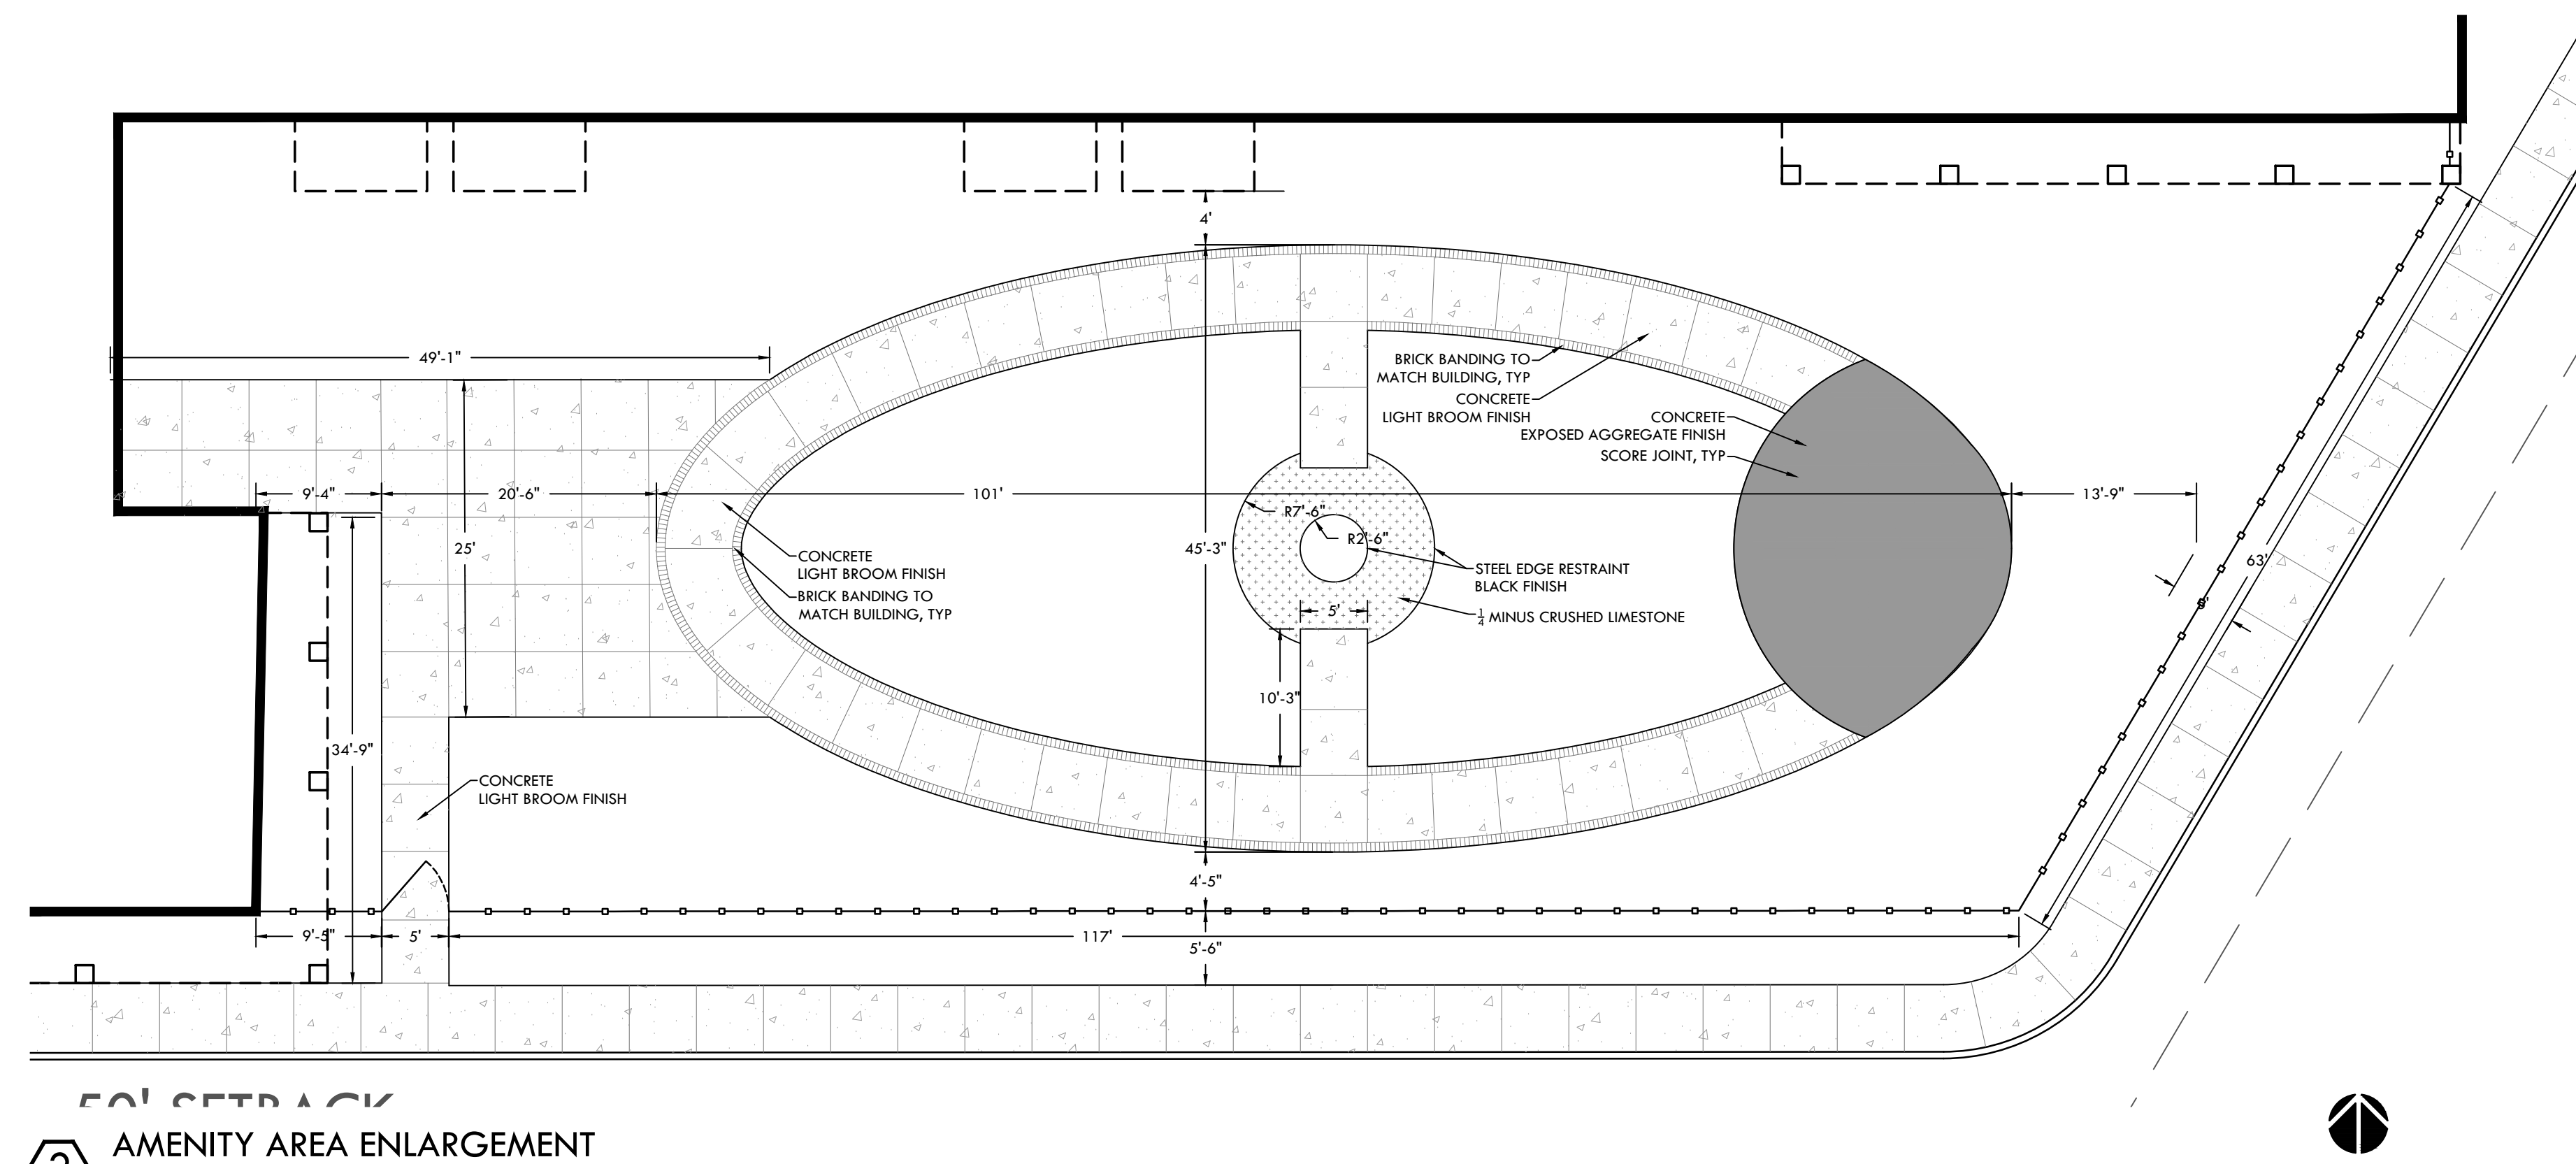 4'
49'-1"
BRICK BANDING TO
MATCH BUILDING, TYP
CONCRETE
LIGHT BROOM FINISH
CONCRETE
EXPOSED AGGREGATE FINISH
SCORE JOINT, TYP
9'-4"
20'-6"
101'
13'-9"
R7'-6"
R2'-6"
25'
45'-3"
CONCRETE
LIGHT BROOM FINISH
BRICK BANDING TO
MATCH BUILDING, TYP
STEEL EDGE RESTRAINT
BLACK FINISH
63'
5'
1/4 MINUS CRUSHED LIMESTONE
10'-3"
34'-9"
CONCRETE
LIGHT BROOM FINISH
4'-5"
9'-5"
5'
117'
5'-6"
50' SETBACK
AMENITY AREA ENLARGEMENT